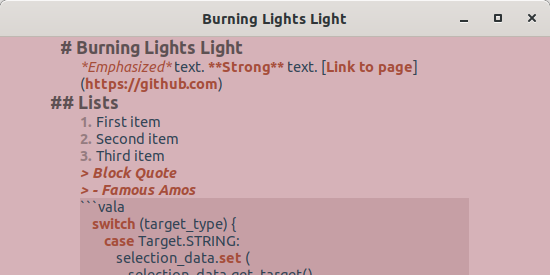 Burning Lights Light
# Burning Lights Light
*Emphasized* text. **Strong** text. [Link to page]
(https://github.com)
## Lists
1. First item
2. Second item
3. Third item
> Block Quote
> - Famous Amos
```vala
switch (target_type) {
case Target.STRING:
selection_data.set (
selection_data.get_target()